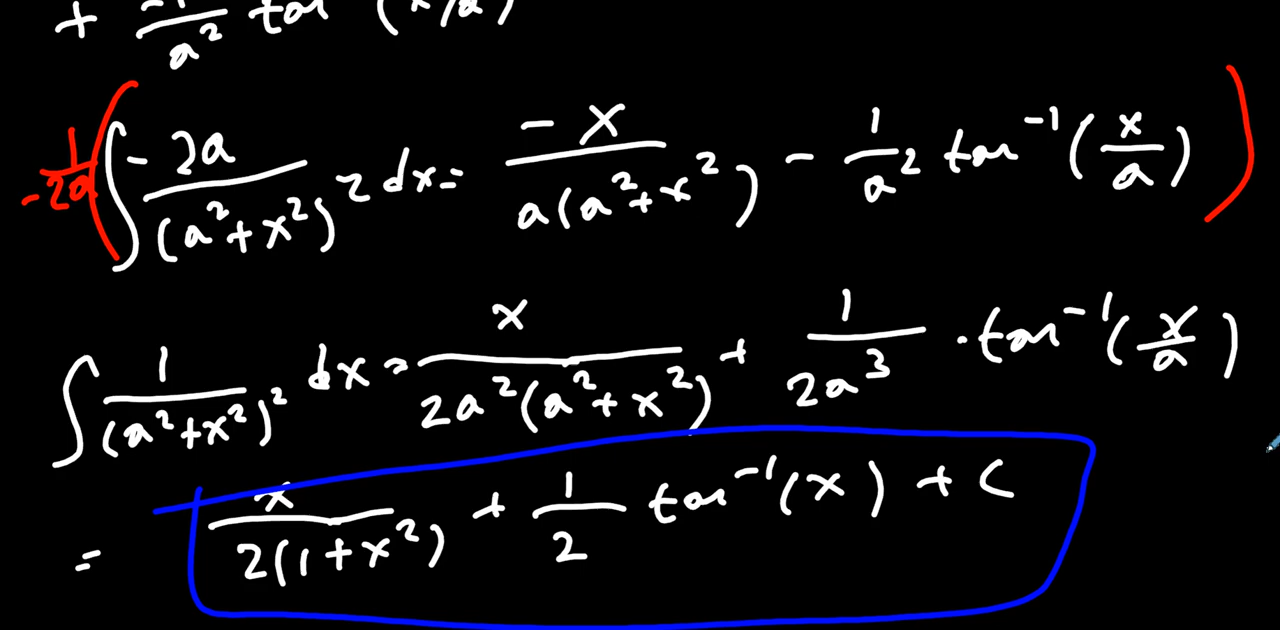 + -1/a² tan (x/a)
-1/2a ( ∫ -2a/(a²+x²)² dx = -x/a(a²+x²) - 1/a² tan⁻¹(x/a) )
∫ 1/(a²+x²)² dx = x/2a²(a²+x²) + 1/2a³ · tan⁻¹(x/a)
= x/2(1+x²) + 1/2 tan⁻¹(x) + C